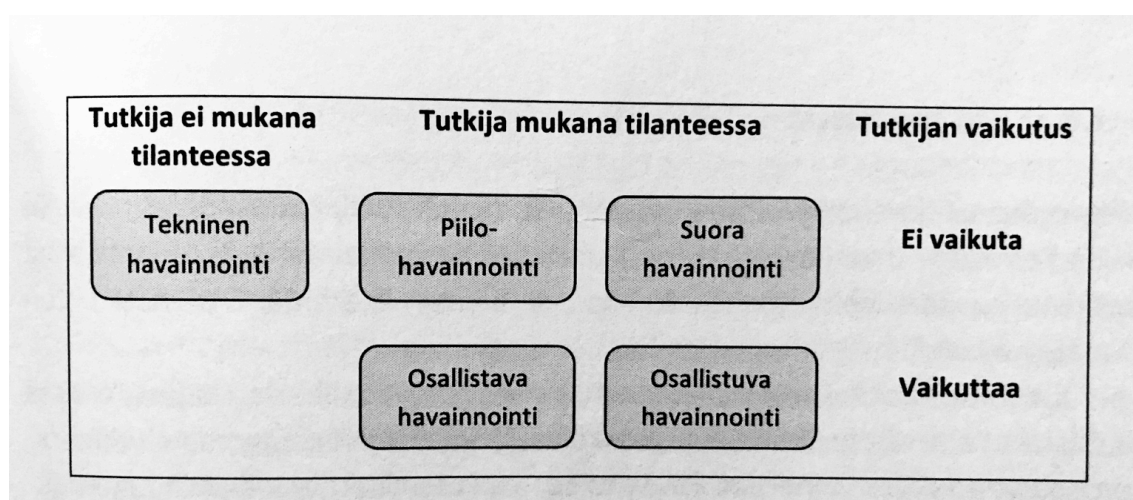 Tutkija ei mukana
tilanteessa
Tutkija mukana tilanteessa
Tutkijan vaikutus
Tekninen
havainnointi
Piilo-
havainnointi
Suora
havainnointi
Ei vaikuta
Osallistava
havainnointi
Osallistuva
havainnointi
Vaikuttaa